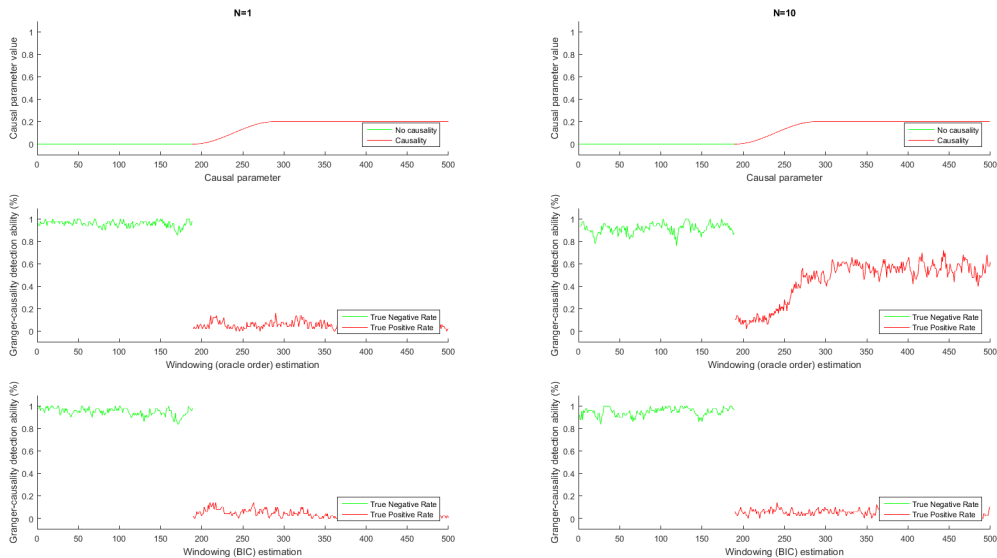 N=1
Causal parameter value
1
0.8
0.6
0.4
0.2
0
0 50 100 150 200 250 300 350 400 450 500
No causality
Causality
Causal parameter
Granger-causality detection ability (%)
1
0.8
0.6
0.4
0.2
0
0 50 100 150 200 250 300 350 400 450 500
True Negative Rate
True Positive Rate
Windowing (oracle order) estimation
Granger-causality detection ability (%)
1
0.8
0.6
0.4
0.2
0
0 50 100 150 200 250 300 350 400 450 500
True Negative Rate
True Positive Rate
Windowing (BIC) estimation
N=10
Causal parameter value
1
0.8
0.6
0.4
0.2
0
0 50 100 150 200 250 300 350 400 450 500
No causality
Causality
Causal parameter
Granger-causality detection ability (%)
1
0.8
0.6
0.4
0.2
0
0 50 100 150 200 250 300 350 400 450 500
True Negative Rate
True Positive Rate
Windowing (oracle order) estimation
Granger-causality detection ability (%)
1
0.8
0.6
0.4
0.2
0
0 50 100 150 200 250 300 350 400 450 500
True Negative Rate
True Positive Rate
Windowing (BIC) estimation